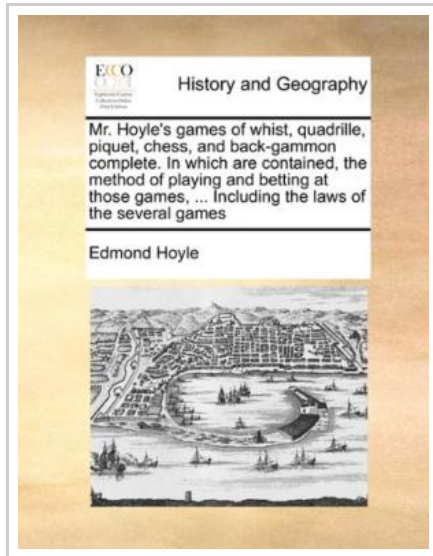 ECCO
History and Geography
Mr. Hoyle's games of whist, quadrille,
piquet, chess, and back-gammon
complete. In which are contained, the
method of playing and betting at
those games, ... Including the laws of
the several games
Edmond Hoyle